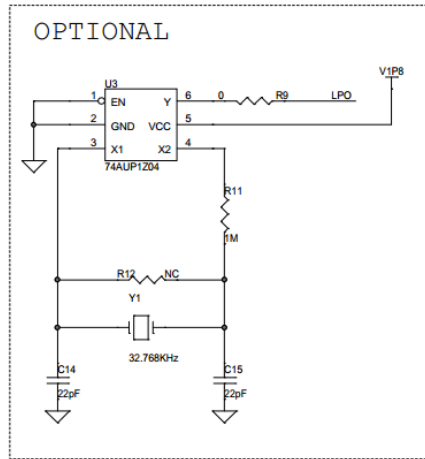 OPTIONAL
V1P8
U3
1 EN Y 6 0 R9 LPO
2 GND VCC 5
3 X1 X2 4
74AUP1Z04
R11
1M
R12 NC
Y1
32.768KHz
C14 C15
22pF 22pF